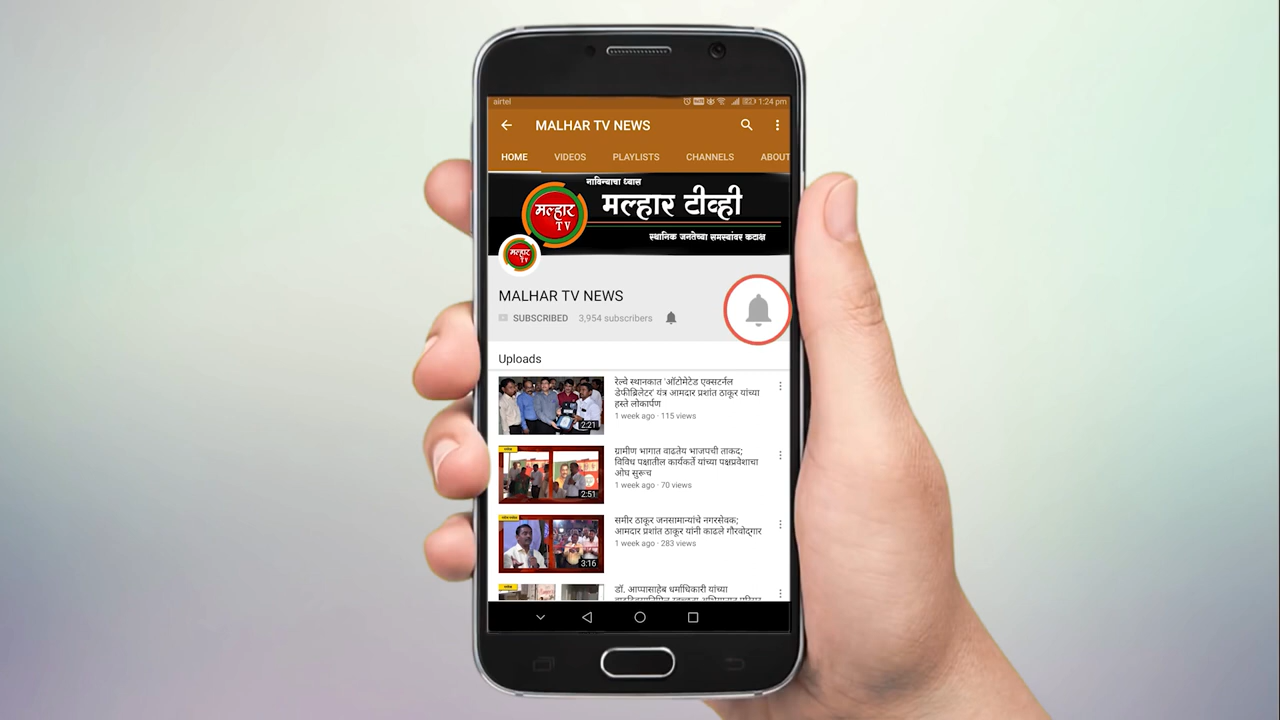 airtel
1:24 pm
MALHAR TV NEWS
HOME VIDEOS PLAYLISTS CHANNELS ABOUT
नाविन्याचा ध्यास
मल्हार टीव्ही
मल्हार
TV
स्थानिक जनतेच्या समस्यांवर कटाक्ष
मल्हार
TV
MALHAR TV NEWS
SUBSCRIBED 3,954 subscribers
Uploads
रेल्वे स्थानकात 'ऑटोमेटेड एक्सटर्नल
डेफीब्रिलेटर' यंत्र आमदार प्रशांत ठाकूर यांच्या
हस्ते लोकार्पण
1 week ago · 115 views
2:21
ग्रामीण भागात वाढतेय भाजपची ताकद;
विविध पक्षातील कार्यकर्ते यांच्या पक्षप्रवेशाचा
ओघ सुरूच
1 week ago · 70 views
2:51
समीर ठाकूर जनसामान्यांचे नगरसेवक;
आमदार प्रशांत ठाकूर यांनी काढले गौरवोद्गार
1 week ago · 283 views
3:16
डॉ. आप्पासाहेब धर्माधिकारी यांच्या